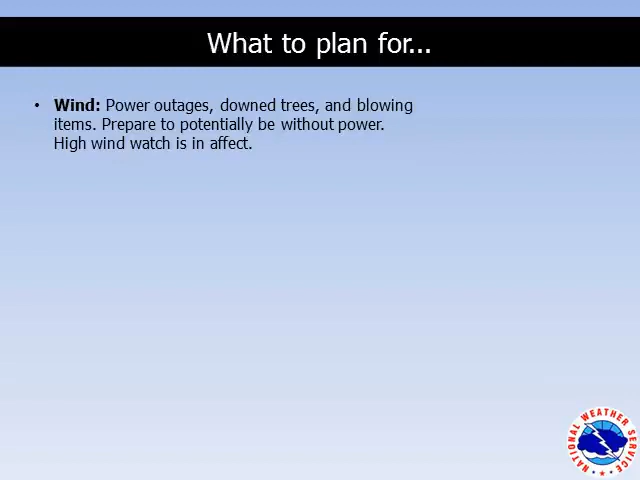 What to plan for...
• Wind: Power outages, downed trees, and blowing
items. Prepare to potentially be without power.
High wind watch is in affect.
NATIONAL WEATHER SERVICE